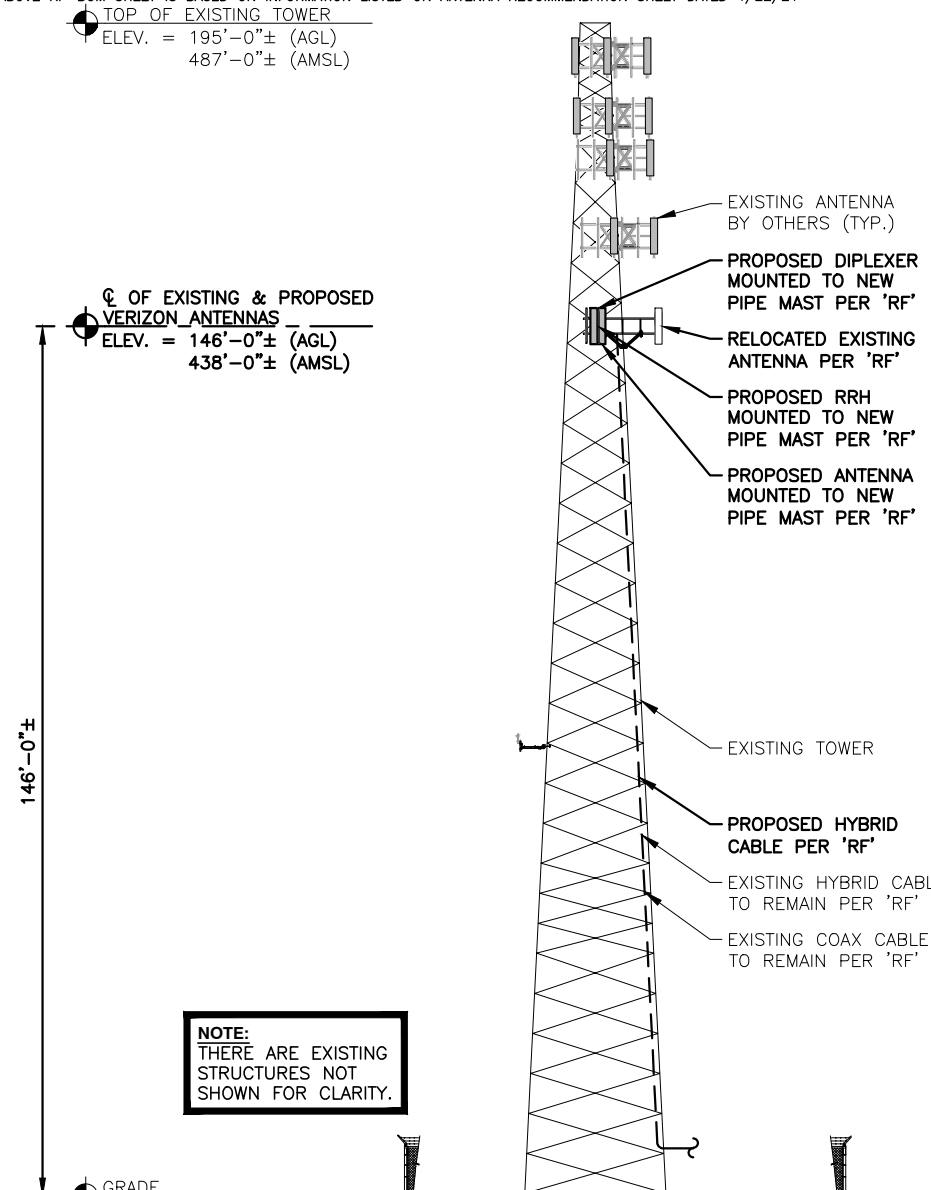 TOP OF EXISTING TOWER
ELEV. = 195'-0"± (AGL)
487'-0"± (AMSL)
EXISTING ANTENNA
BY OTHERS (TYP.)
PROPOSED DIPLEXER
MOUNTED TO NEW
PIPE MAST PER 'RF'
℄ OF EXISTING & PROPOSED
VERIZON ANTENNAS
ELEV. = 146'-0"± (AGL)
438'-0"± (AMSL)
RELOCATED EXISTING
ANTENNA PER 'RF'
PROPOSED RRH
MOUNTED TO NEW
PIPE MAST PER 'RF'
PROPOSED ANTENNA
MOUNTED TO NEW
PIPE MAST PER 'RF'
146'-0"±
EXISTING TOWER
PROPOSED HYBRID
CABLE PER 'RF'
EXISTING HYBRID CABL
TO REMAIN PER 'RF'
EXISTING COAX CABLE
TO REMAIN PER 'RF'
NOTE:
THERE ARE EXISTING
STRUCTURES NOT
SHOWN FOR CLARITY.
GRADE